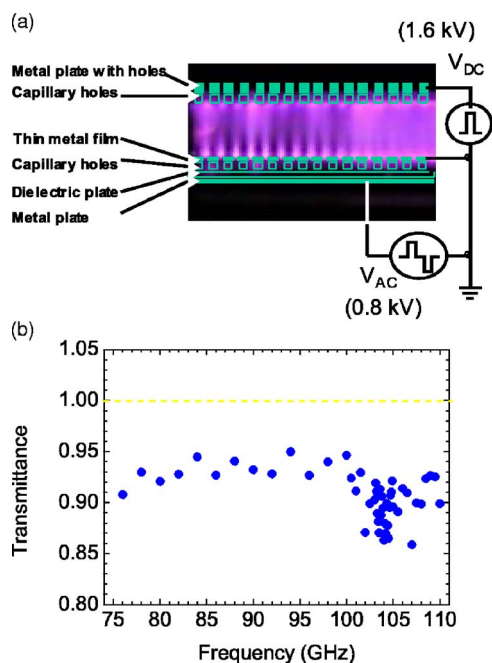 (a)
(1.6 kV)
V_DC
Metal plate with holes
Capillary holes
Thin metal film
Capillary holes
Dielectric plate
Metal plate
V_AC
(0.8 kV)
(b)
1.05
1.00
0.95
0.90
0.85
0.80
Transmittance
75 80 85 90 95 100 105 110
Frequency (GHz)